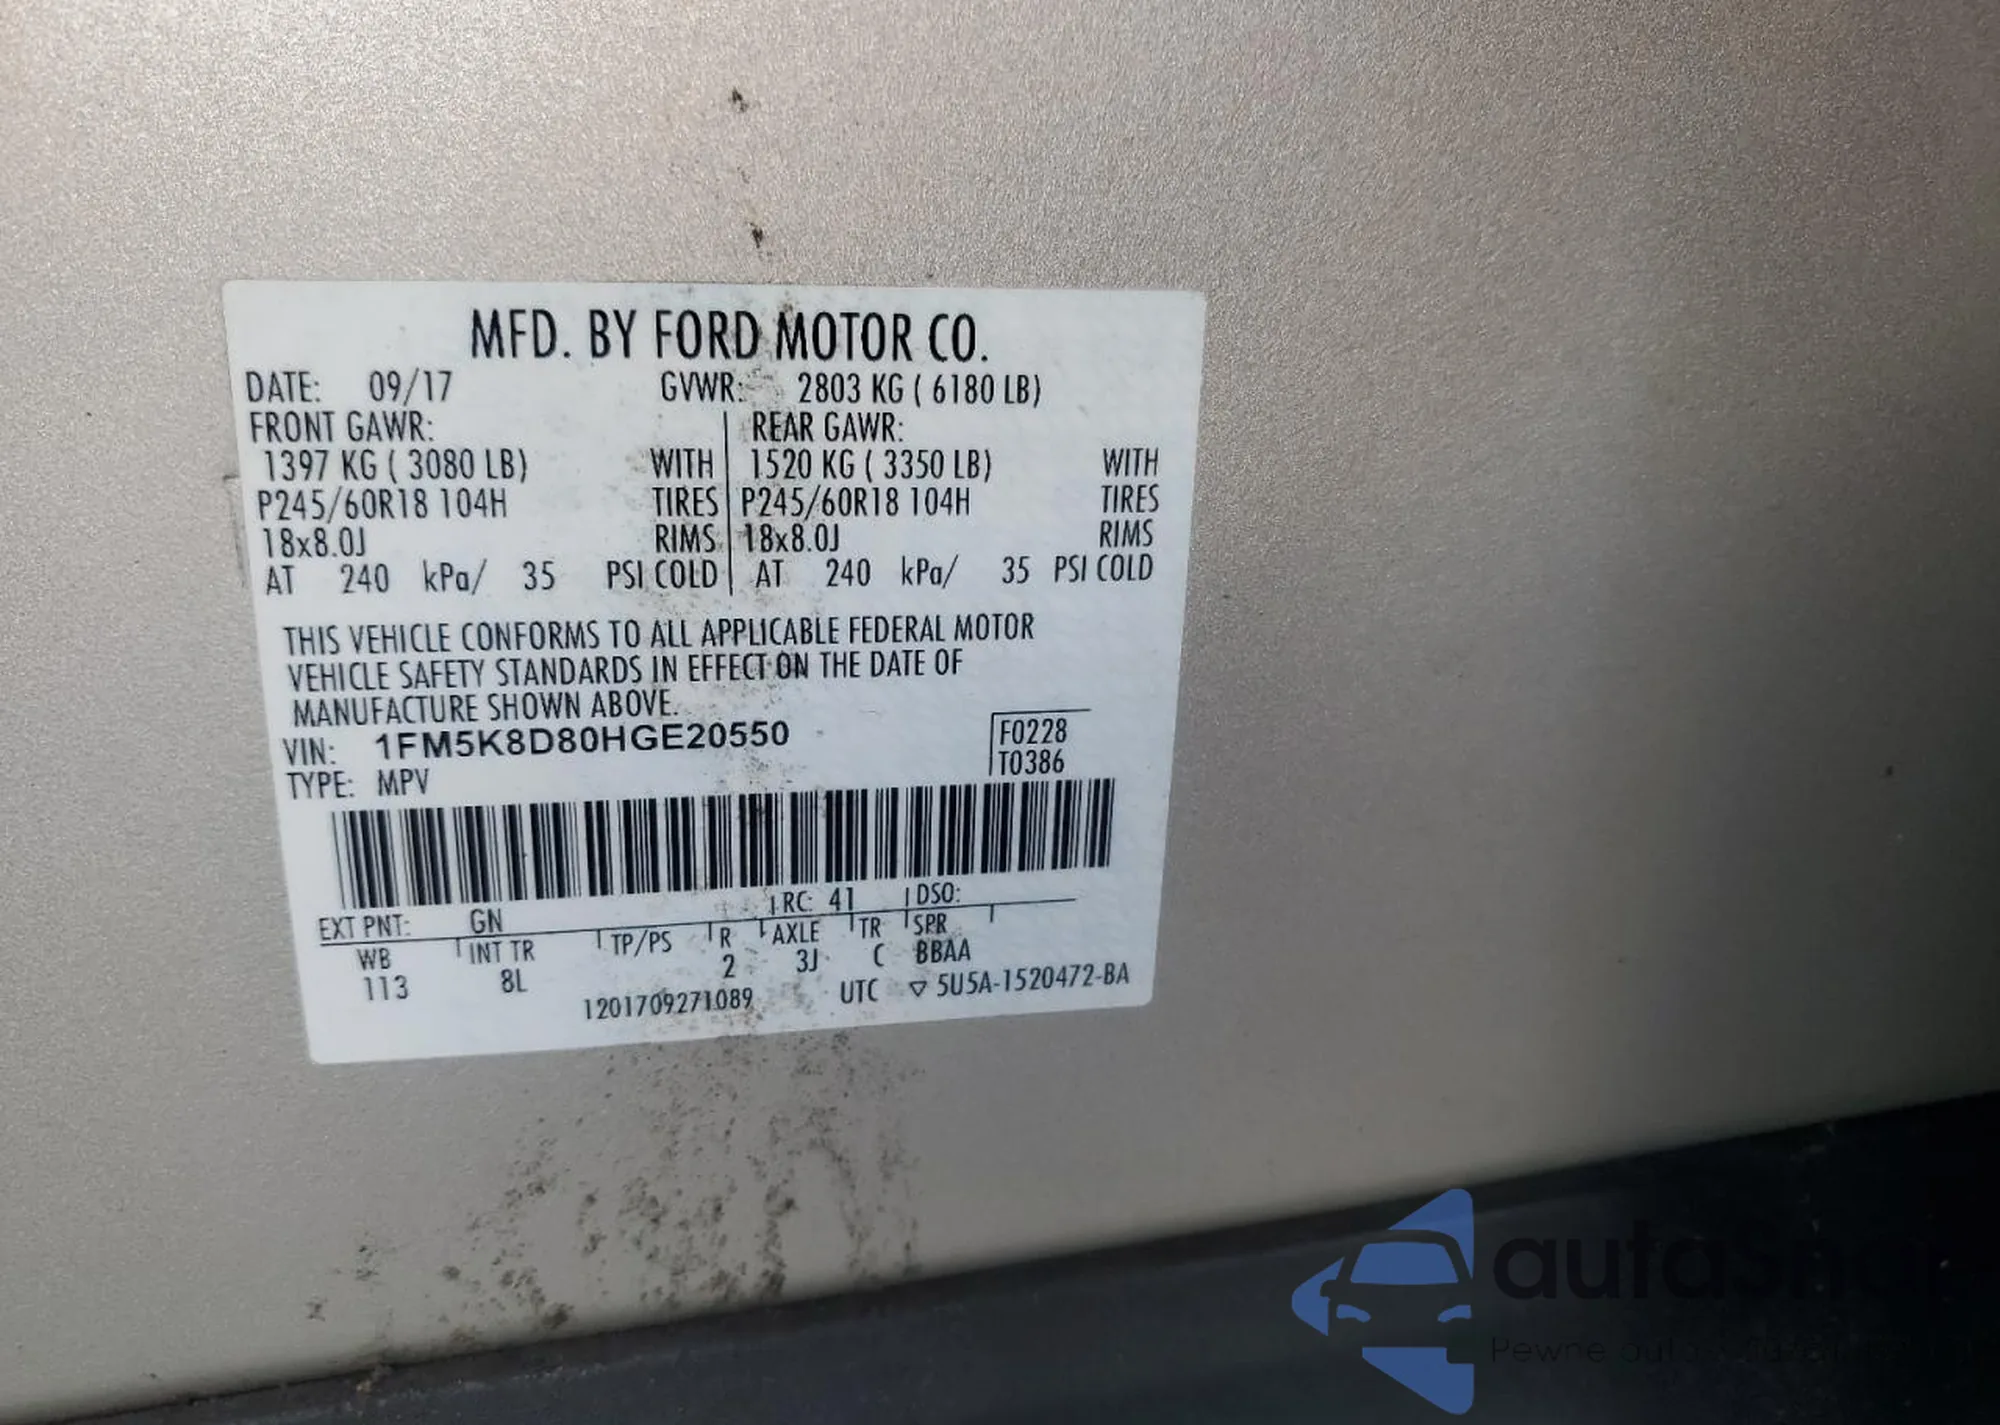 MFD. BY FORD MOTOR CO.
DATE: 09/17 GVWR: 2803 KG ( 6180 LB)
FRONT GAWR: REAR GAWR:
1397 KG ( 3080 LB) WITH 1520 KG ( 3350 LB) WITH
P245/60R18 104H TIRES P245/60R18 104H TIRES
18x8.0J RIMS 18x8.0J RIMS
AT 240 kPa/ 35 PSI COLD AT 240 kPa/ 35 PSI COLD
THIS VEHICLE CONFORMS TO ALL APPLICABLE FEDERAL MOTOR
VEHICLE SAFETY STANDARDS IN EFFECT ON THE DATE OF
MANUFACTURE SHOWN ABOVE.
VIN: 1FM5K8D80HGE20550 F0228
TYPE: MPV T0386
EXT PNT: GN RC: 41 DSO:
WB INT TR TP/PS R AXLE TR SPR
113 8L 2 3J C BBAA
1201709271089 UTC ▽ 5U5A-1520472-BA
autaSho
Pewne auta